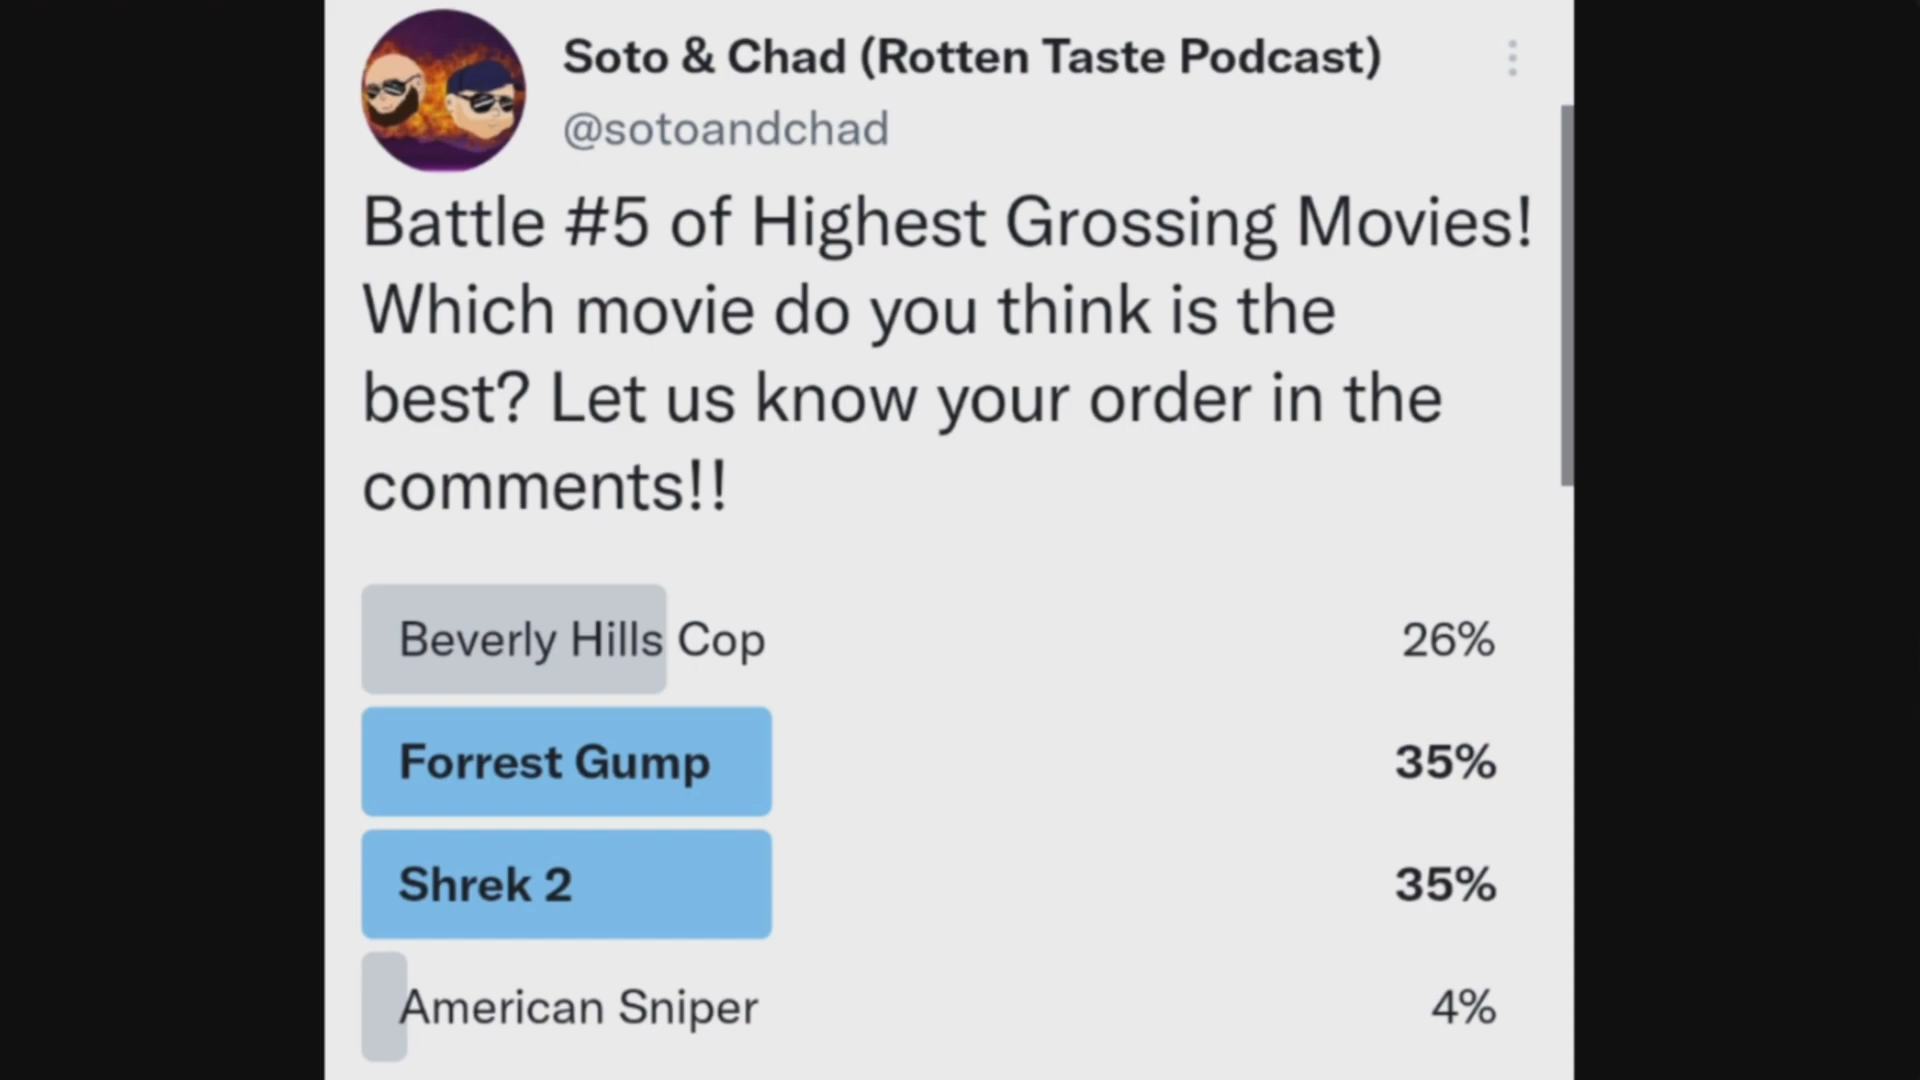 Soto & Chad (Rotten Taste Podcast)
@sotoandchad
Battle #5 of Highest Grossing Movies!
Which movie do you think is the
best? Let us know your order in the
comments!!
Beverly Hills Cop 26%
Forrest Gump 35%
Shrek 2 35%
American Sniper 4%